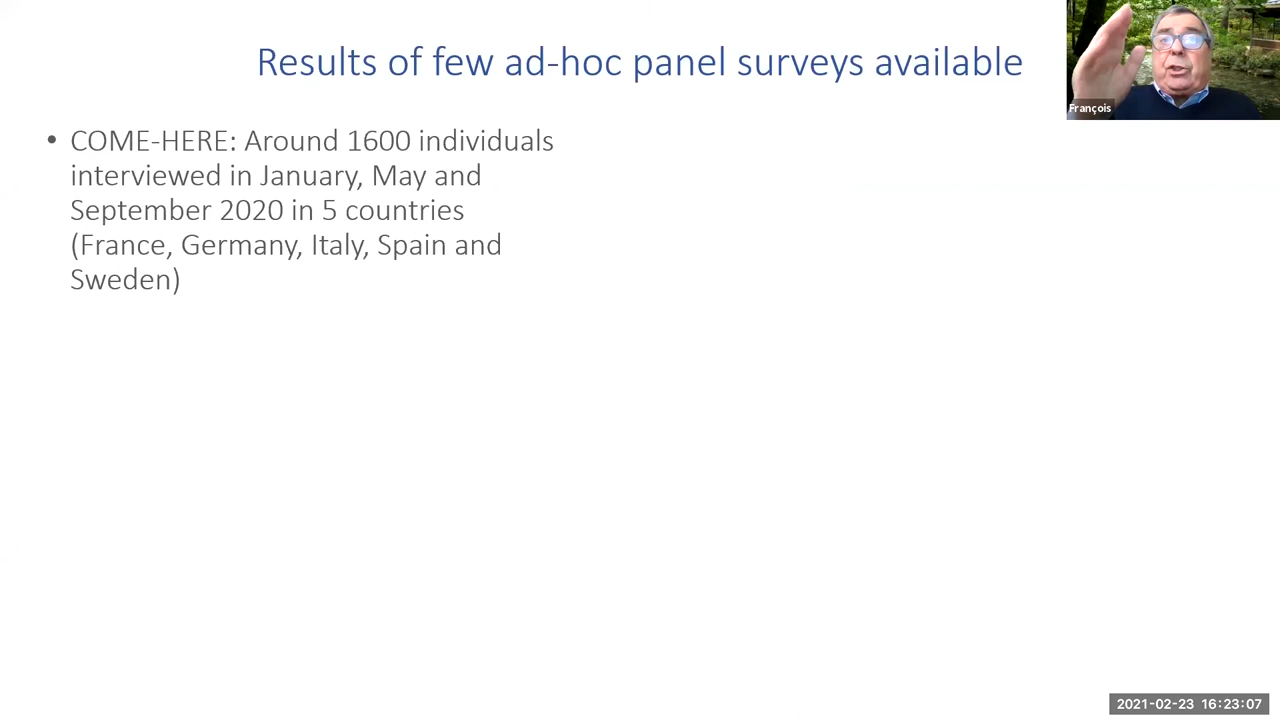 Results of few ad-hoc panel surveys available
François
• COME-HERE: Around 1600 individuals
interviewed in January, May and
September 2020 in 5 countries
(France, Germany, Italy, Spain and
Sweden)
2021-02-23 16:23:07